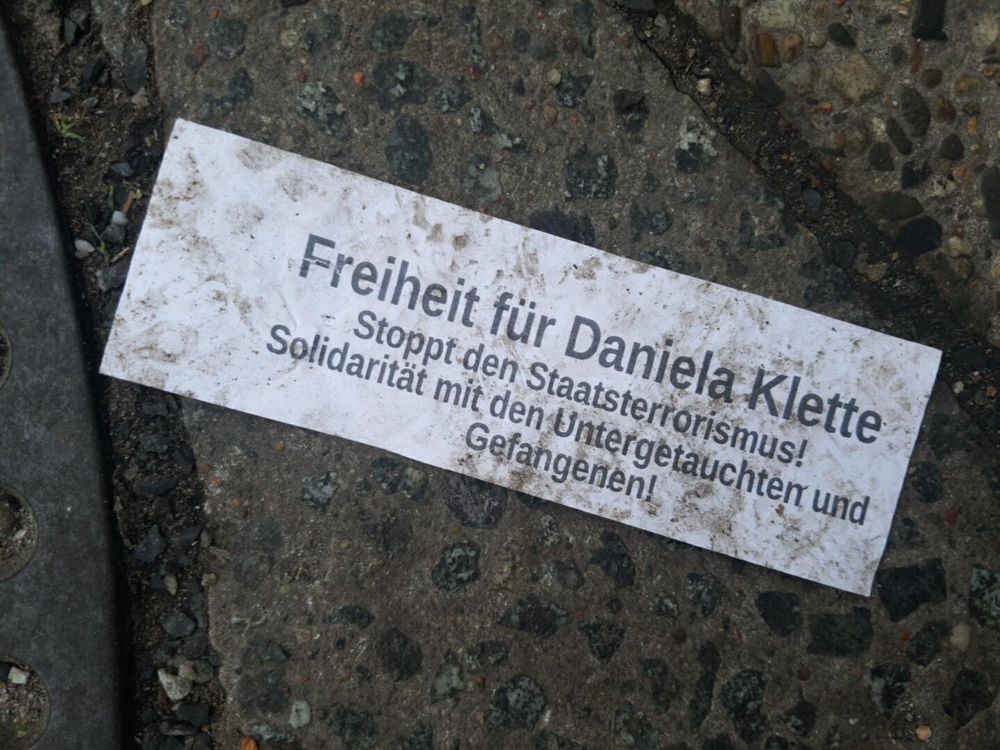 Freiheit für Daniela Klette
Stoppt den Staatsterrorismus!
Solidarität mit den Untergetauchten und
Gefangenen!